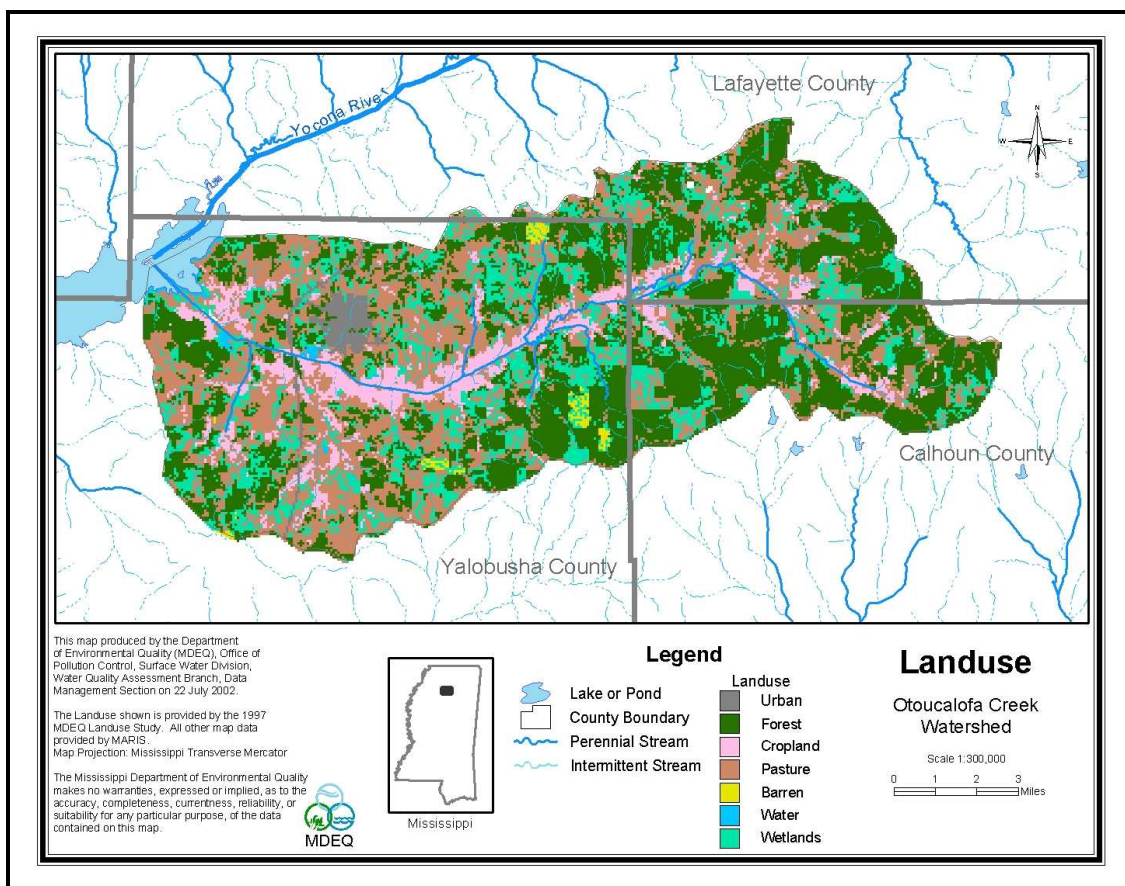 Lafayette County
Yocona River
N
W
E
S
Calhoun County
Yalobusha County
This map produced by the Department
of Environmental Quality (MDEQ), Office of
Pollution Control, Surface Water Division,
Water Quality Assessment Branch, Data
Management Section on 22 July 2002.
The Landuse shown is provided by the 1997
MDEQ Landuse Study. All other map data
provided by MARIS.
Map Projection: Mississippi Transverse Mercator
The Mississippi Department of Environmental Quality
makes no warranties, expressed or implied, as to the
accuracy, completeness, currentness, reliability, or
suitability for any particular purpose, of the data
contained on this map.
MDEQ
Mississippi
Legend
Lake or Pond
County Boundary
Perennial Stream
Intermittent Stream
Landuse
Urban
Forest
Cropland
Pasture
Barren
Water
Wetlands
Landuse
Otoucalofa Creek
Watershed
Scale 1:300,000
0 1 2 3
Miles